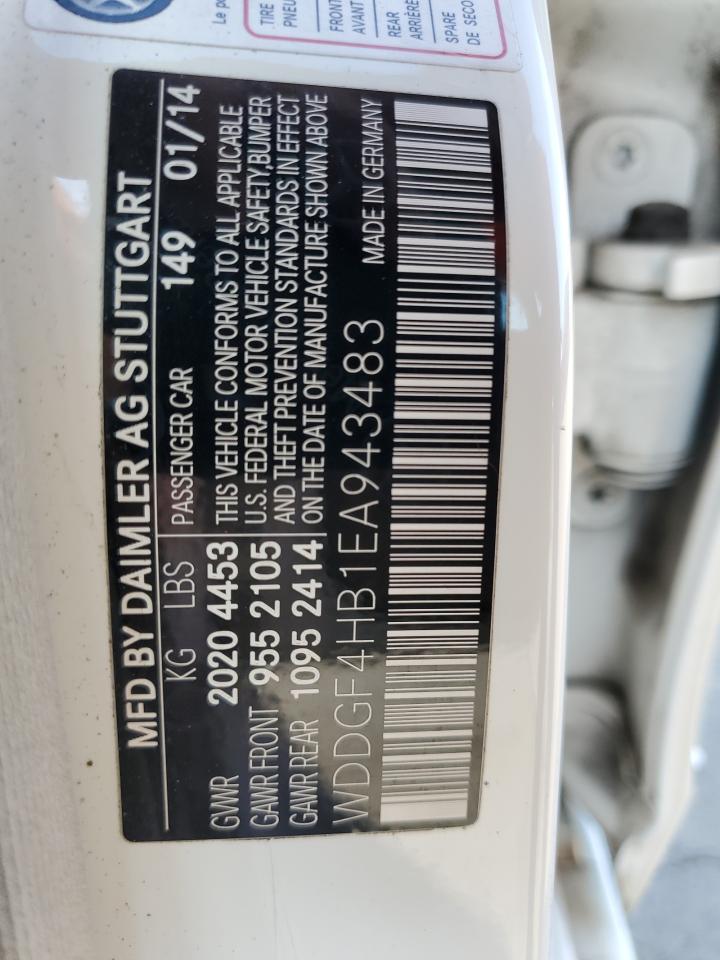 Le po
TIRE
PNEU
FRONT
AVANT
REAR
ARRIÈRE
SPARE
DE SECO
MFD BY DAIMLER AG STUTTGART
KG LBS PASSENGER CAR 149 01/14
GWR 2020 4453 THIS VEHICLE CONFORMS TO ALL APPLICABLE
GAWR FRONT 955 2105 U.S. FEDERAL MOTOR VEHICLE SAFETY,BUMPER
GAWR REAR 1095 2414 AND THEFT PREVENTION STANDARDS IN EFFECT
ON THE DATE OF MANUFACTURE SHOWN ABOVE
WDDGF4HB1EA943483 MADE IN GERMANY